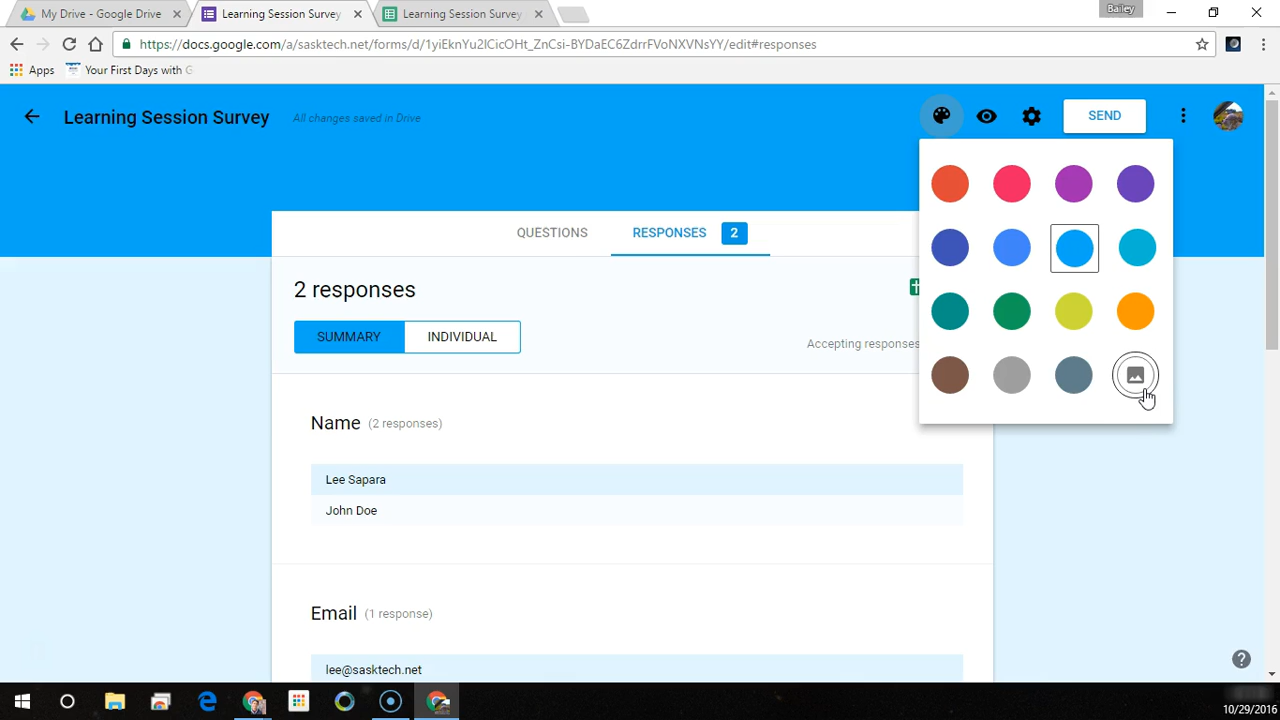 My Drive - Google Drive
Learning Session Survey
Learning Session Survey
Bailey
https://docs.google.com/a/sasktech.net/forms/d/1yiEknYu2ICicOHt_ZnCsi-BYDaEC6ZdrrFVoNXVNsYY/edit#responses
Apps
Your First Days with G
Learning Session Survey
All changes saved in Drive
SEND
QUESTIONS
RESPONSES 2
2 responses
SUMMARY
INDIVIDUAL
Accepting responses
Name (2 responses)
Lee Sapara
John Doe
Email (1 response)
lee@sasktech.net
10/29/2016